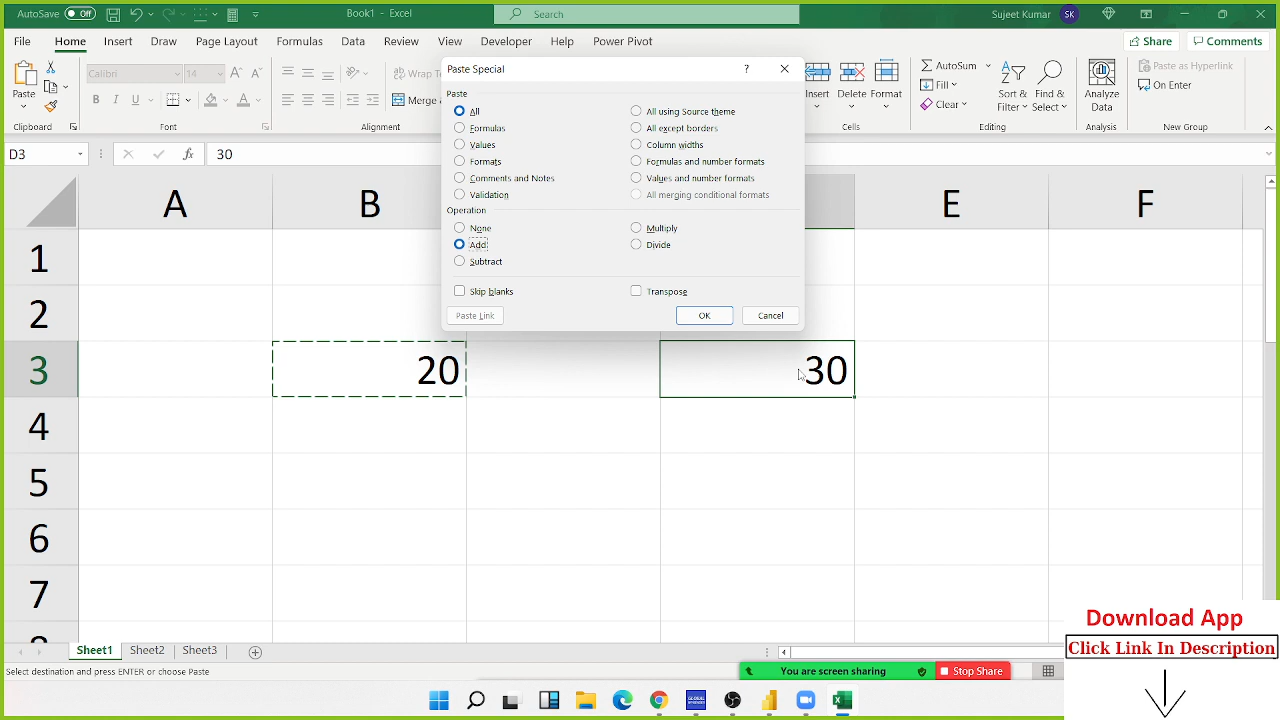 AutoSave Off
Book1 - Excel
Search
Sujeet Kumar SK
File Home Insert Draw Page Layout Formulas Data Review View Developer Help Power Pivot
Share Comments
Paste
Clipboard
Calibri 14
B I U
Font
Wrap Te
Merge
Alignment
Insert Delete Format
Cells
AutoSum
Fill
Clear
Sort & Filter
Find & Select
Editing
Analyze Data
Analysis
Paste as Hyperlink
On Enter
New Group
D3
fx 30
Paste Special ?
Paste
All
Formulas
Values
Formats
Comments and Notes
Validation
All using Source theme
All except borders
Column widths
Formulas and number formats
Values and number formats
All merging conditional formats
Operation
None
Add
Subtract
Multiply
Divide
Skip blanks
Transpose
Paste Link
OK
Cancel
A B E F
1
2
3 20 30
4
5
6
7
Sheet1 Sheet2 Sheet3
Select destination and press ENTER or choose Paste
You are screen sharing
Stop Share
Download App
Click Link In Description